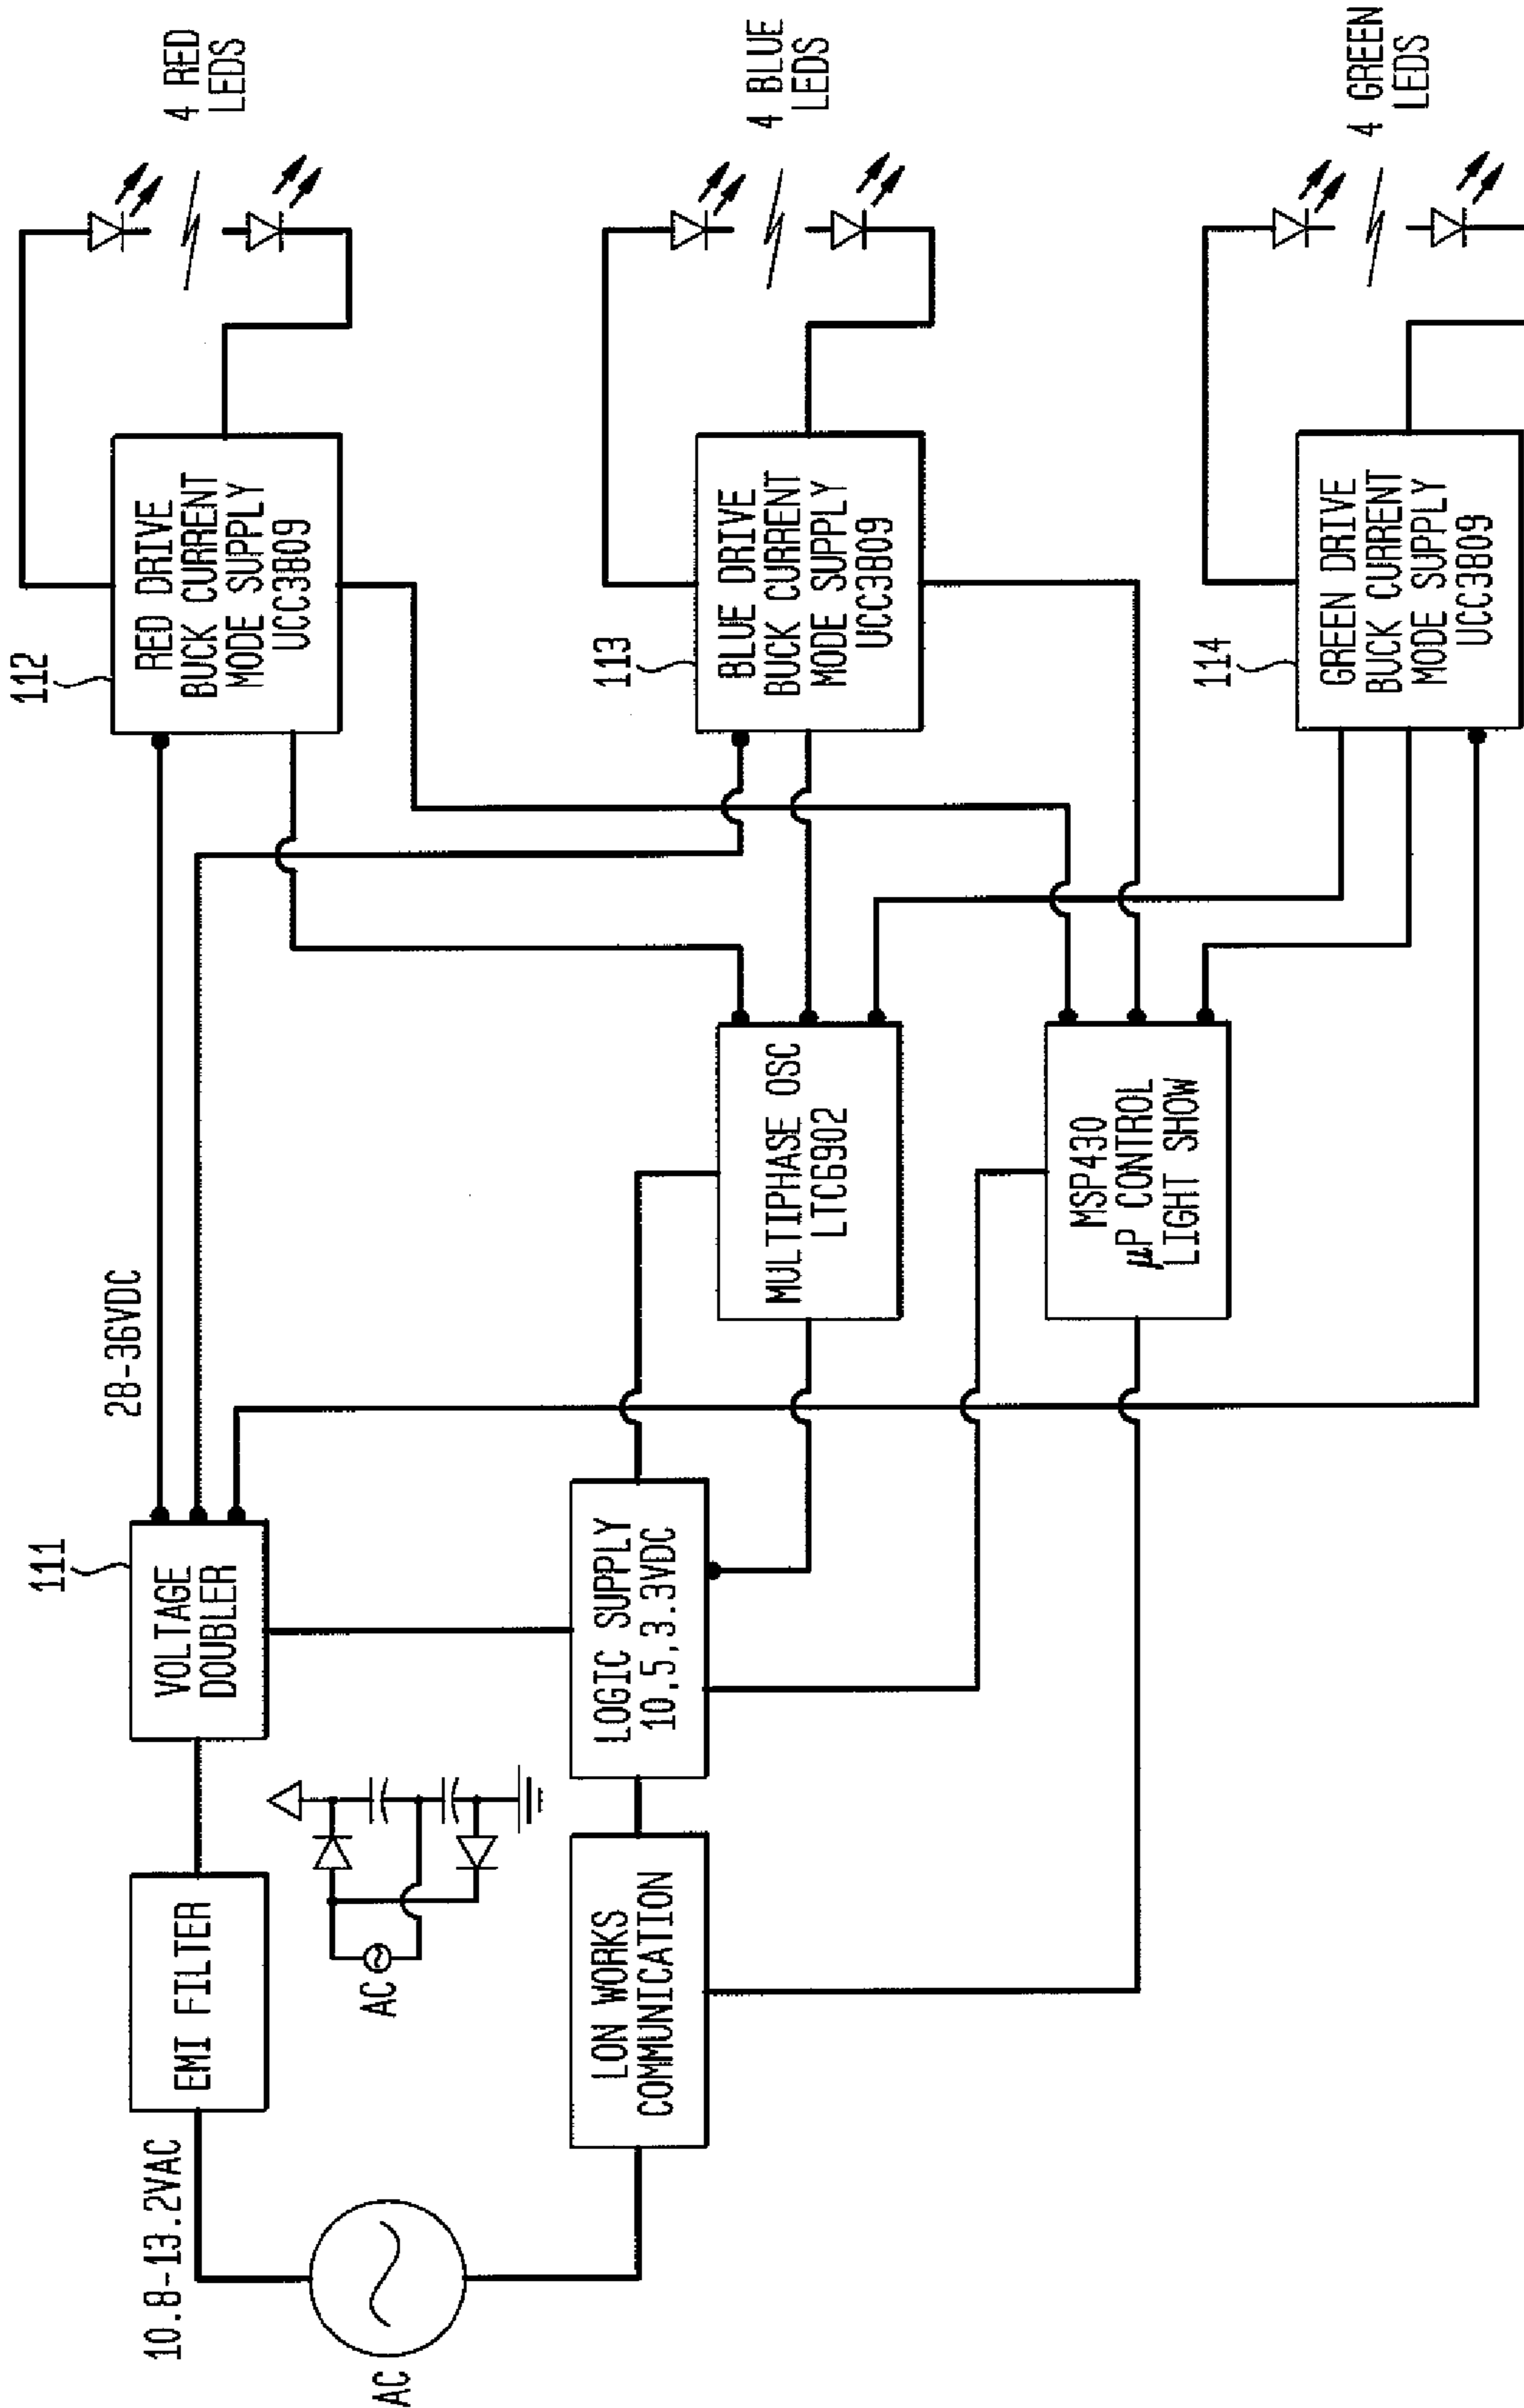 AC
10.8-13.2VAC
EMI FILTER
111
VOLTAGE
DOUBLER
28-36VDC
112
RED DRIVE
BUCK CURRENT
MODE SUPPLY
UCC3809
4 RED
LEDS
AC
LON WORKS
COMMUNICATION
LOGIC SUPPLY
10,5,3.3VDC
MULTIPHASE OSC
LTC6902
113
BLUE DRIVE
BUCK CURRENT
MODE SUPPLY
UCC3809
4 BLUE
LEDS
MSP430
µP CONTROL
LIGHT SHOW
114
GREEN DRIVE
BUCK CURRENT
MODE SUPPLY
UCC3809
4 GREEN
LEDS